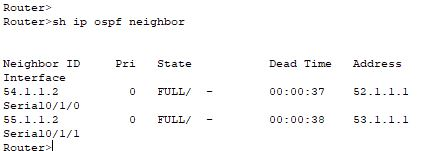 Router>
Router>sh ip ospf neighbor
Neighbor ID     Pri   State           Dead Time   Address
Interface
54.1.1.2          0   FULL/  -        00:00:37    52.1.1.1
Serial0/1/0
55.1.1.2          0   FULL/  -        00:00:38    53.1.1.1
Serial0/1/1
Router>